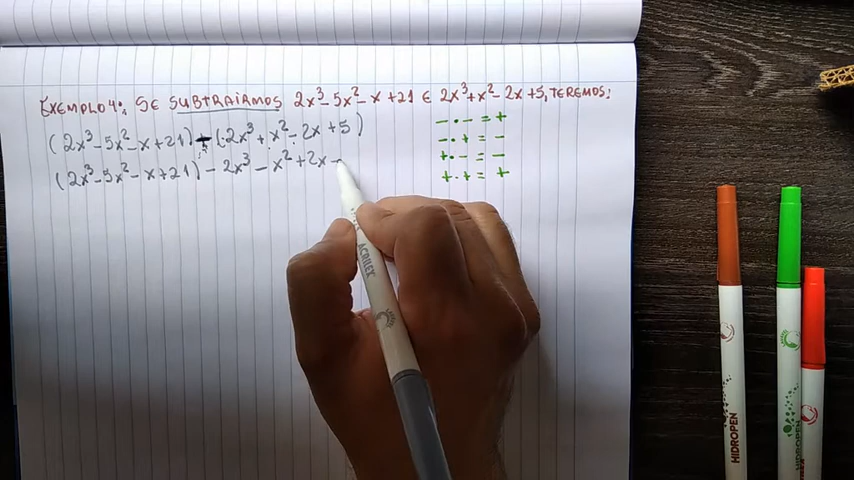 EXEMPLO 4: SE SUBTRAIRMOS 2x³-5x²-x+21 E 2x³+x²-2x+5, TEREMOS:
(2x³-5x²-x+21)-(2x³+x²-2x+5)
(2x³-5x²-x+21)-2x³-x²+2x-
- · - = +
- · + = -
+ · - = -
+ · + = +
ACRILEX
HIDROPEN
HIDROPEN